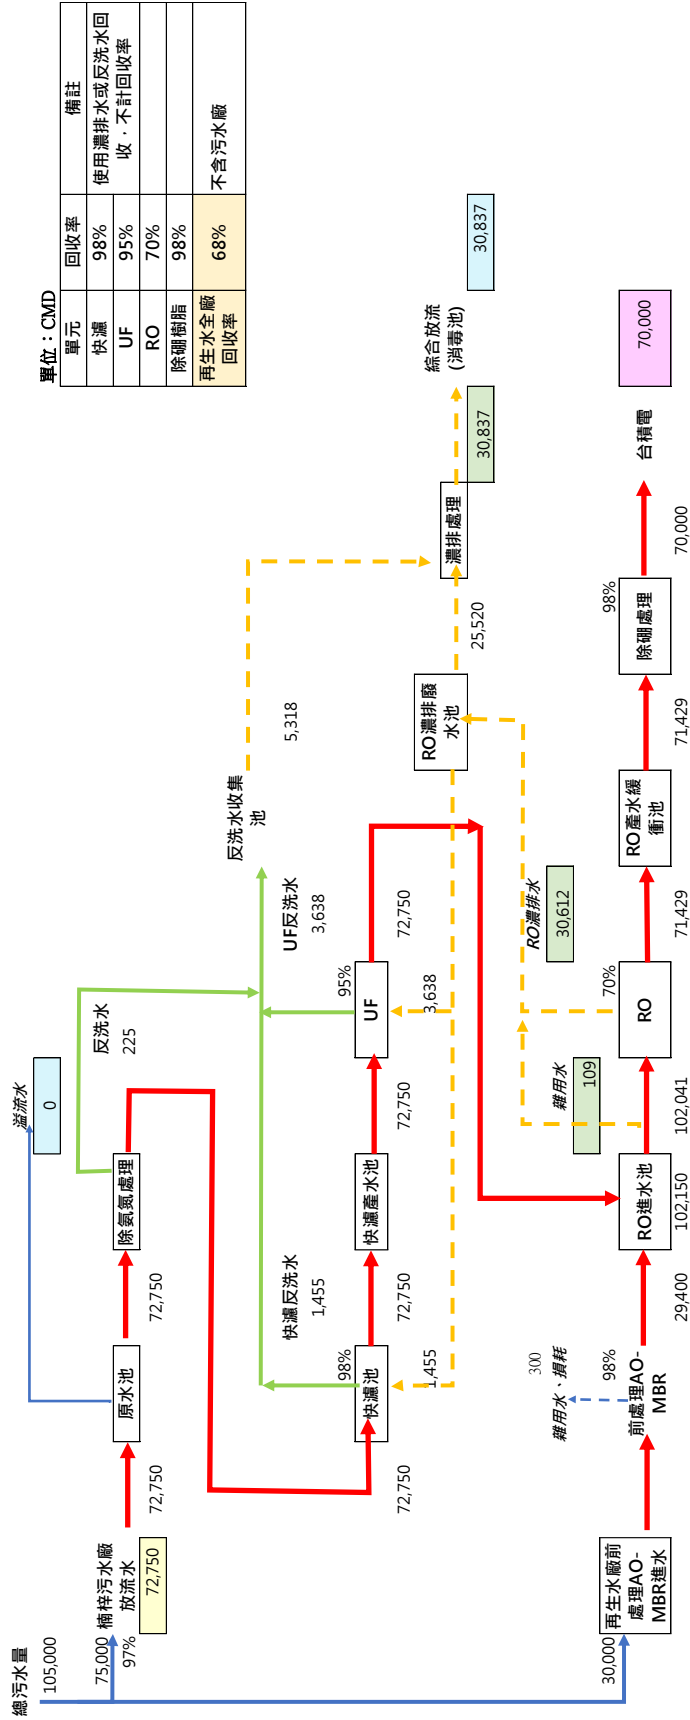 單位：CMD
單元 回收率 備註
快濾 98% 使用濃排水或反洗水回
收，不計回收率
UF 95%
RO 70%
除硼樹脂 98%
再生水全廠
回收率 68% 不含污水廠
總污水量
105,000
75,000
97%
楠梓污水廠
放流水
72,750
72,750
原水池
溢流水
0
72,750
除氨氮處理
反洗水
225
72,750
快濾池
98%
1,455
快濾反洗水
1,455
72,750
快濾產水池
72,750
UF
95%
3,638
UF反洗水
3,638
72,750
反洗水收集
池
5,318
RO濃排廢
水池
25,520
濃排處理
30,837
綜合放流
(消毒池)
30,837
30,000
再生水廠前
處理AO-
MBR進水
前處理AO-
MBR
98%
雜用水、損耗
300
29,400
RO進水池
102,150
雜用水
109
102,041
RO
70%
RO濃排水
30,612
71,429
RO產水緩
衝池
71,429
除硼處理
98%
70,000
台積電
70,000